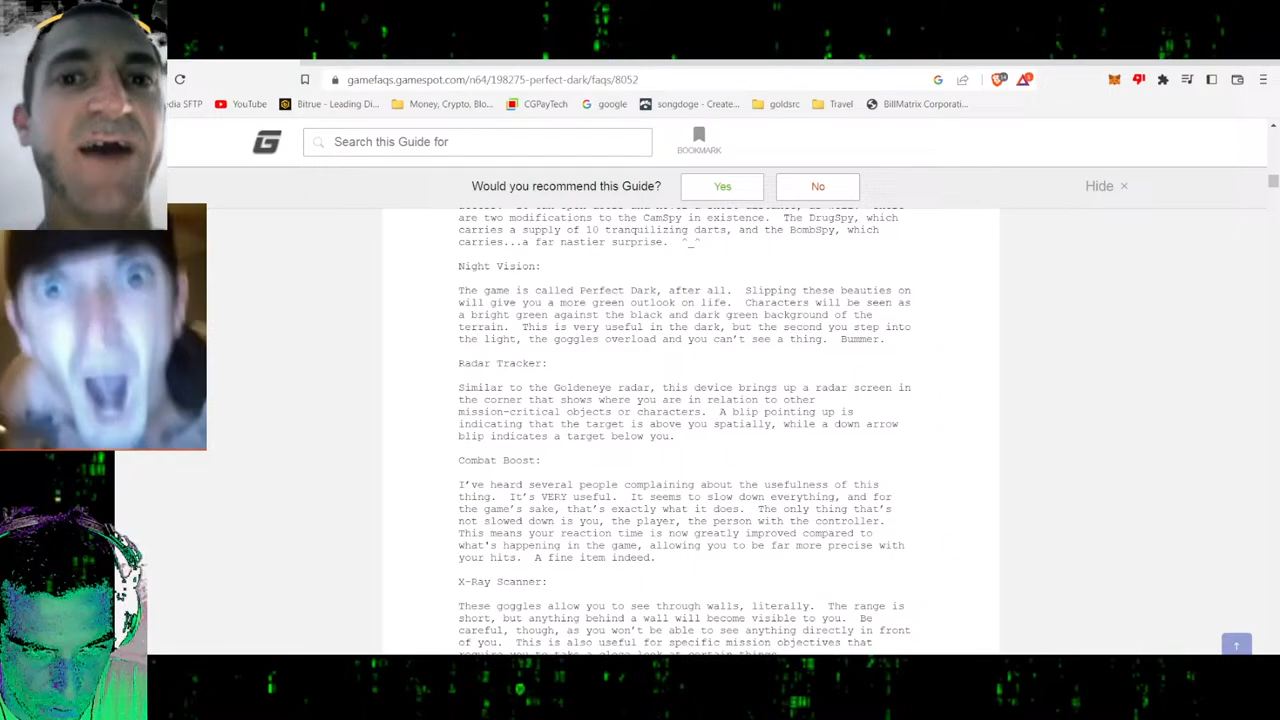 gamefaqs.gamespot.com/n64/198275-perfect-dark/faqs/8052
dia SFTP
YouTube
Bitrue - Leading Di...
Money, Crypto, Blo...
CGPayTech
google
songdoge - Create...
goldsrc
Travel
BillMatrix Corporati...
Search this Guide for
BOOKMARK
Would you recommend this Guide?
Yes
No
Hide ×
are two modifications to the CamSpy in existence. The DrugSpy, which
carries a supply of 10 tranquilizing darts, and the BombSpy, which
carries...a far nastier surprise. ^_^
Night Vision:
The game is called Perfect Dark, after all. Slipping these beauties on
will give you a more green outlook on life. Characters will be seen as
a bright green against the black and dark green background of the
terrain. This is very useful in the dark, but the second you step into
the light, the goggles overload and you can't see a thing. Bummer.
Radar Tracker:
Similar to the Goldeneye radar, this device brings up a radar screen in
the corner that shows where you are in relation to other
mission-critical objects or characters. A blip pointing up is
indicating that the target is above you spatially, while a down arrow
blip indicates a target below you.
Combat Boost:
I've heard several people complaining about the usefulness of this
thing. It's VERY useful. It seems to slow down everything, and for
the game's sake, that's exactly what it does. The only thing that's
not slowed down is you, the player, the person with the controller.
This means your reaction time is now greatly improved compared to
what's happening in the game, allowing you to be far more precise with
your hits. A fine item indeed.
X-Ray Scanner:
These goggles allow you to see through walls, literally. The range is
short, but anything behind a wall will become visible to you. Be
careful, though, as you won't be able to see anything directly in front
of you. This is also useful for specific mission objectives that